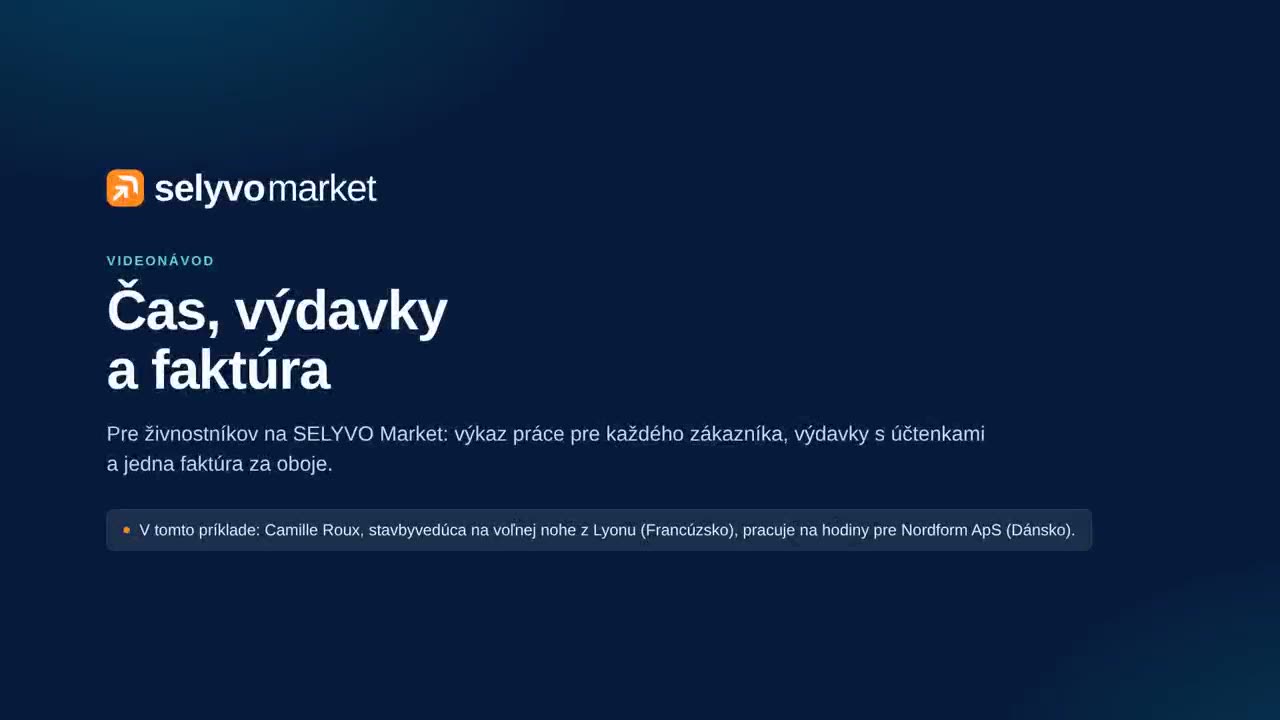 selyvomarket
VIDEONÁVOD
Čas, výdavky
a faktúra
Pre živnostníkov na SELYVO Market: výkaz práce pre každého zákazníka, výdavky s účtenkami
a jedna faktúra za oboje.
V tomto príklade: Camille Roux, stavbyvedúca na voľnej nohe z Lyonu (Francúzsko), pracuje na hodiny pre Nordform ApS (Dánsko).